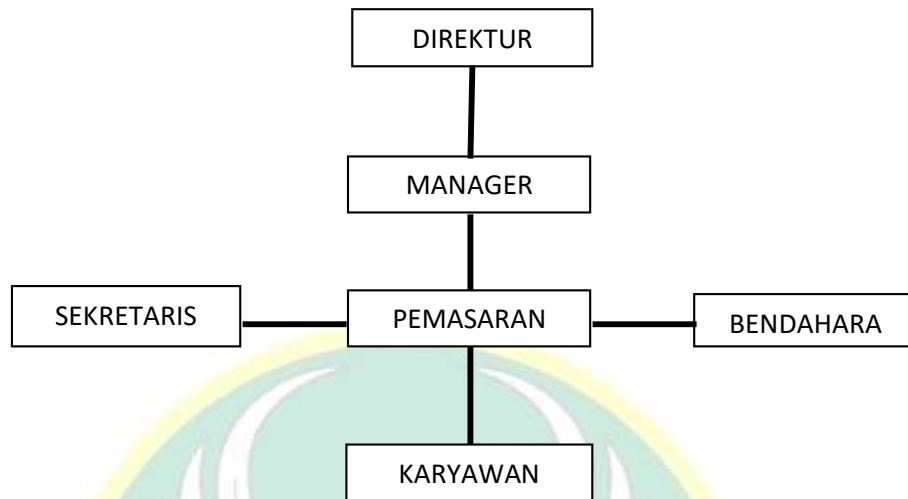 DIREKTUR
MANAGER
SEKRETARIS
PEMASARAN
BENDAHARA
KARYAWAN